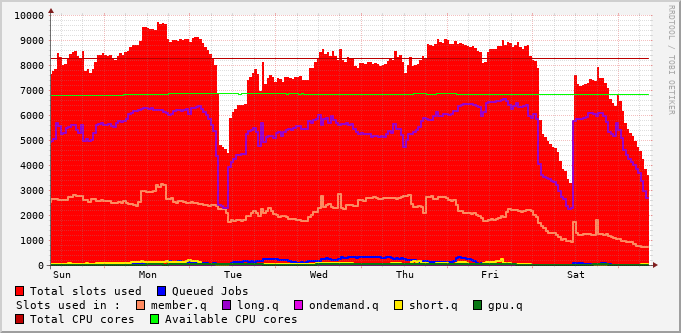 10000
9000
8000
7000
6000
5000
4000
3000
2000
1000
0
Sun Mon Tue Wed Thu Fri Sat
RRDTOOL / TOBI OETIKER
Total slots used Queued Jobs
Slots used in : member.q long.q ondemand.q short.q gpu.q
Total CPU cores Available CPU cores